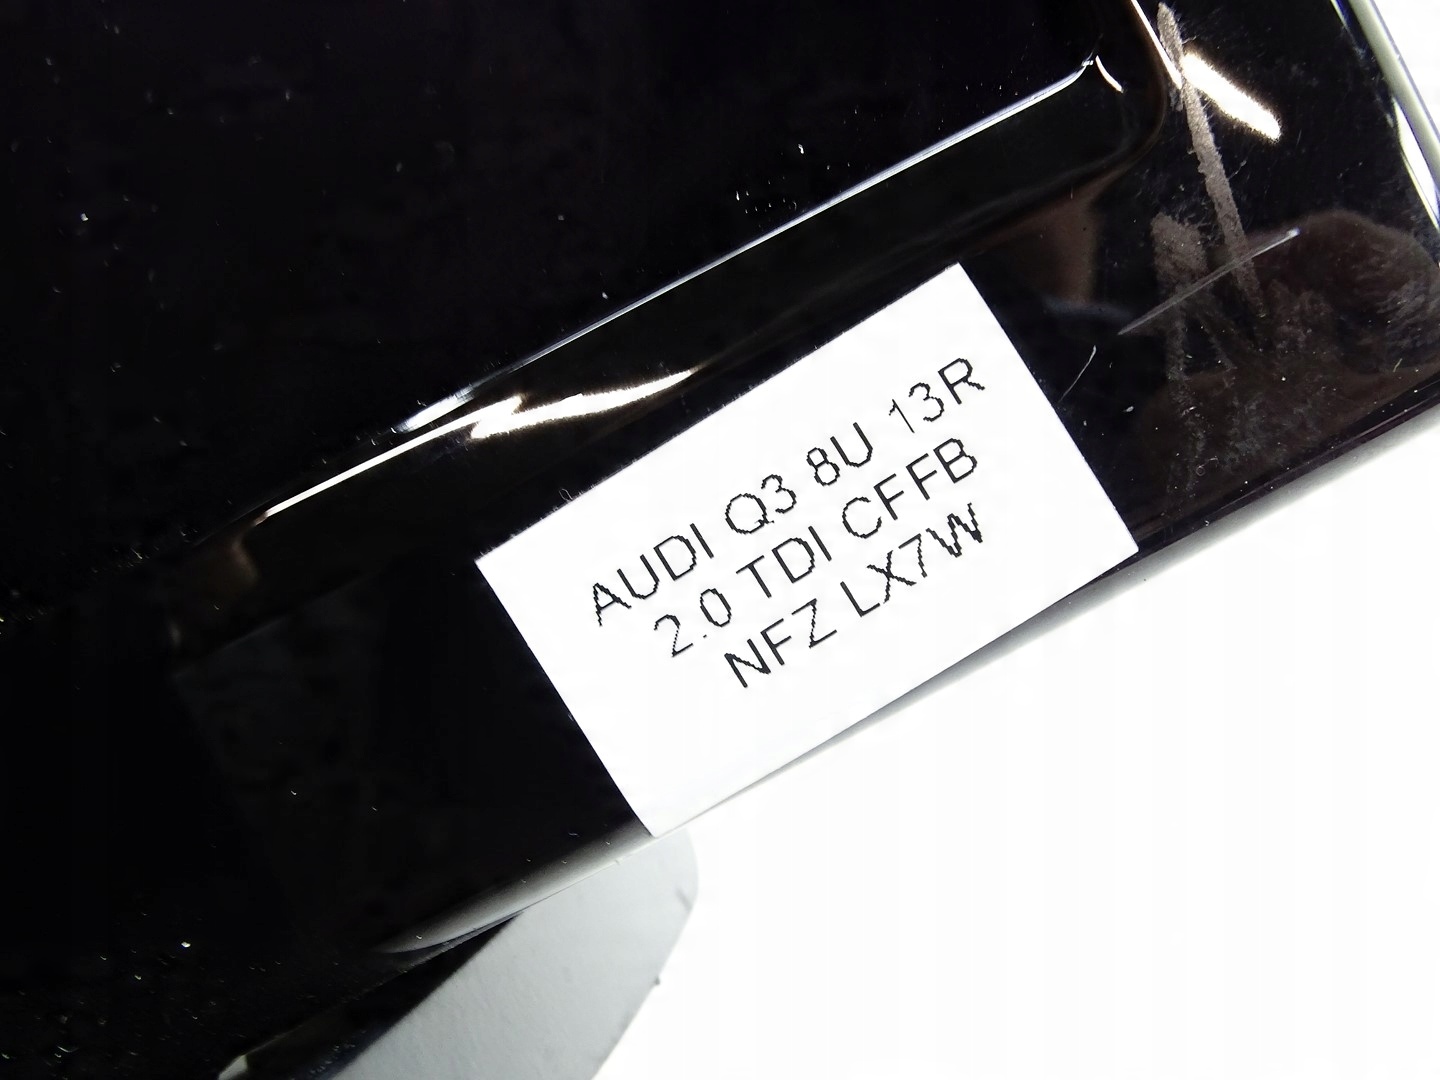 AUDI Q3 8U 13R
2.0 TDI CFFB
NFZ LX7W